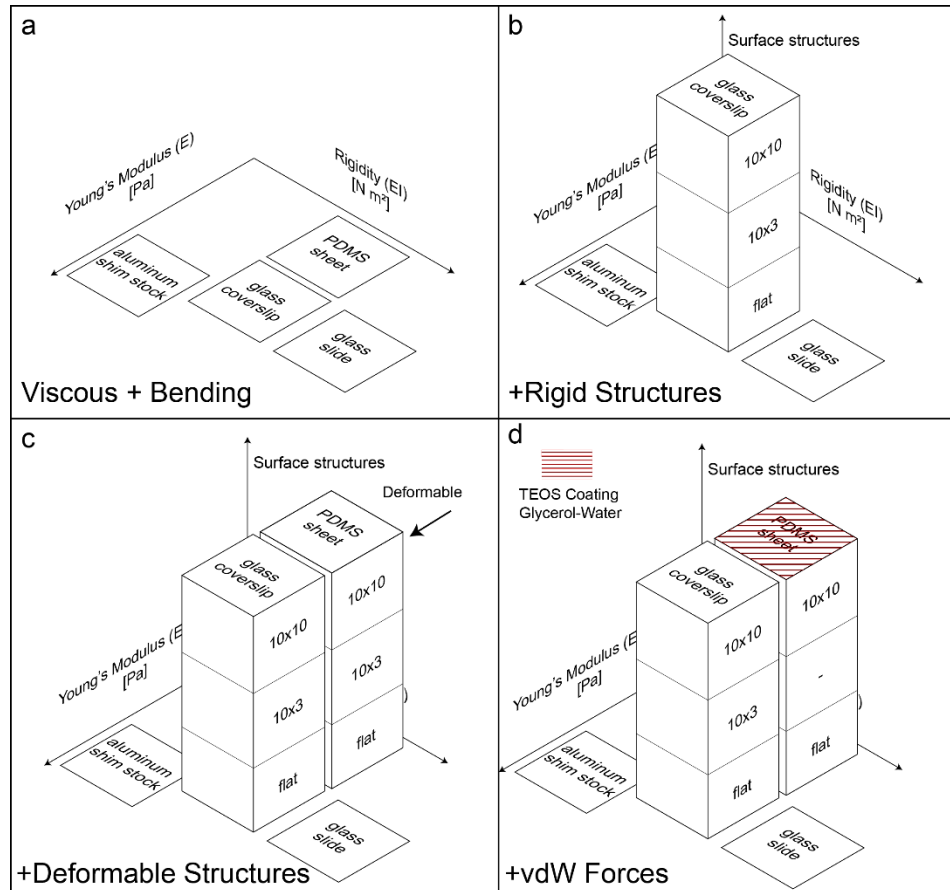 a
Young's Modulus (E)
[Pa]
Rigidity (EI)
[N m²]
aluminum
shim stock
glass
coverslip
PDMS
sheet
glass
slide
Viscous + Bending
b
Surface structures
glass
coverslip
10x10
10x3
flat
Young's Modulus (E
[Pa]
Rigidity (EI)
[N m²]
aluminum
shim stock
glass
slide
+Rigid Structures
c
Surface structures
Deformable
PDMS
sheet
glass
coverslip
10x10
10x10
10x3
10x3
flat
flat
Young's Modulus (E
[Pa]
)
aluminum
shim stock
glass
slide
+Deformable Structures
d
TEOS Coating
Glycerol-Water
Surface structures
PDMS
sheet
glass
coverslip
10x10
10x10
10x3
-
flat
flat
Young's Modulus (E
[Pa]
)
aluminum
shim stock
glass
slide
+vdW Forces